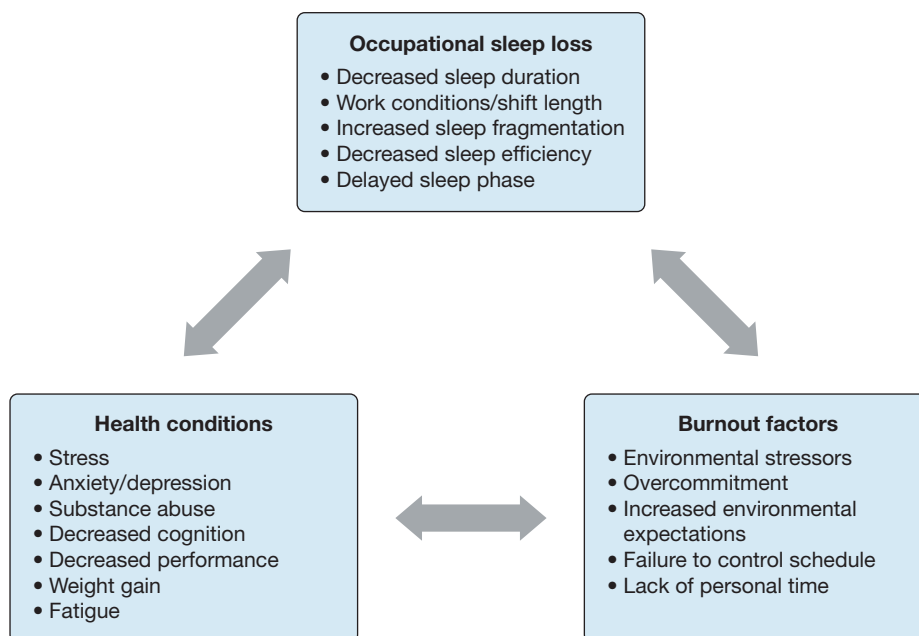 Occupational sleep loss
• Decreased sleep duration
• Work conditions/shift length
• Increased sleep fragmentation
• Decreased sleep efficiency
• Delayed sleep phase
Health conditions
• Stress
• Anxiety/depression
• Substance abuse
• Decreased cognition
• Decreased performance
• Weight gain
• Fatigue
Burnout factors
• Environmental stressors
• Overcommitment
• Increased environmental
expectations
• Failure to control schedule
• Lack of personal time